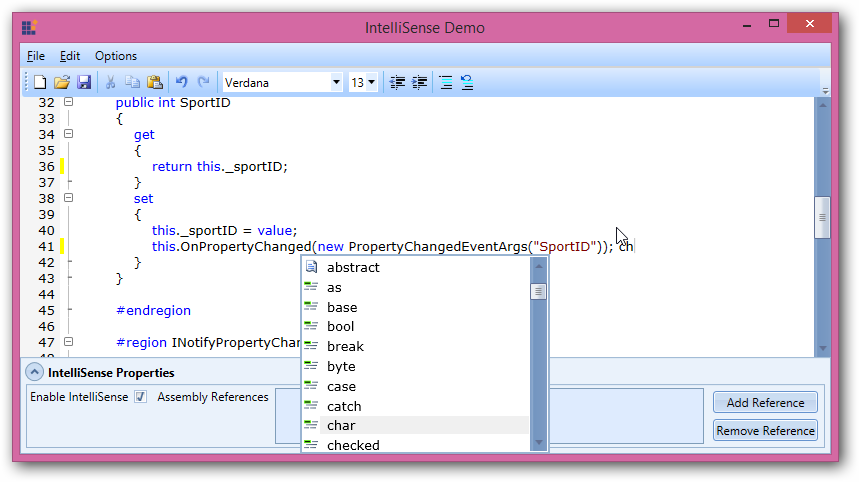 IntelliSense Demo
File Edit Options
Verdana 13
32 public int SportID
33 {
34 get
35 {
36 return this._sportID;
37 }
38 set
39 {
40 this._sportID = value;
41 this.OnPropertyChanged(new PropertyChangedEventArgs("SportID")); ch
42 }
43 }
44
45 #endregion
46
47 #region INotifyPropertyChan
abstract
as
base
bool
break
byte
case
catch
char
checked
IntelliSense Properties
Enable IntelliSense Assembly References
Add Reference
Remove Reference